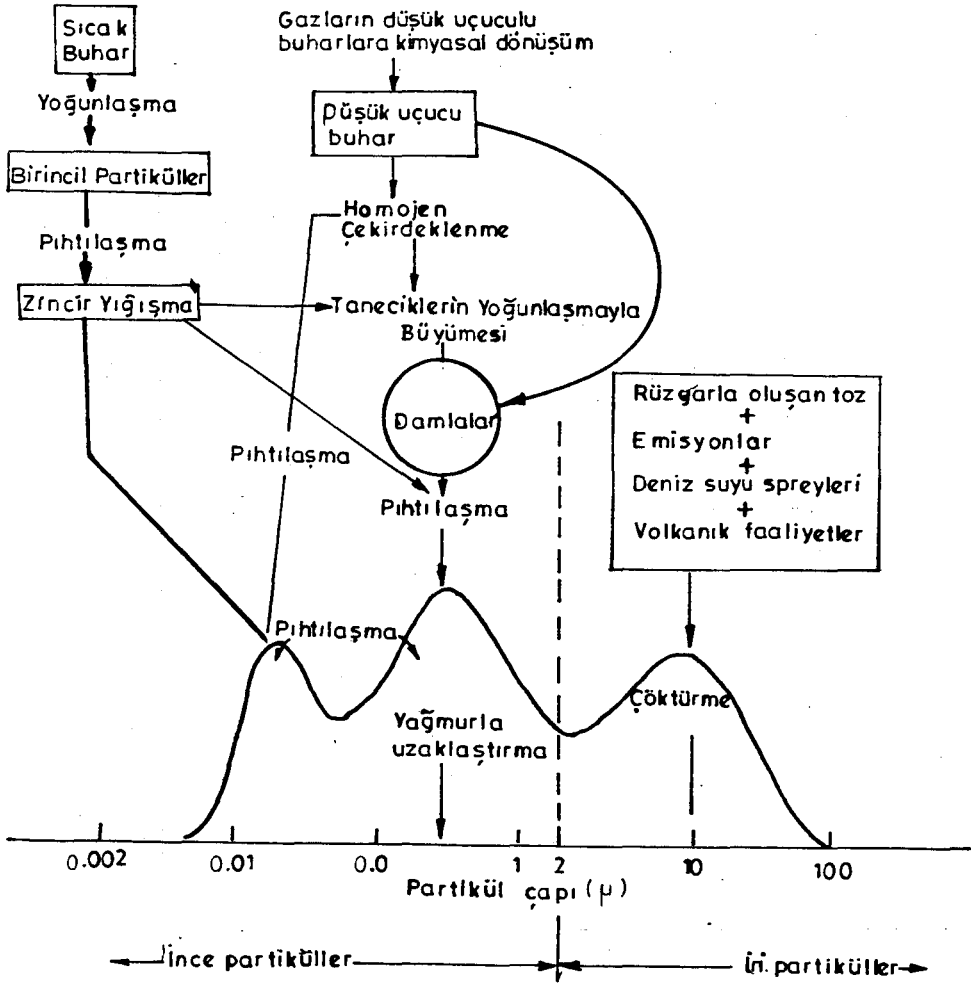 Sıcak
Buhar
Yoğunlaşma
Birincil Partiküller
Pıhtılaşma
Zincir Yığışma
Gazların düşük uçuculu
buharlara kimyasal dönüşüm
Düşük uçucu
buhar
Homojen
Çekirdeklenme
Taneciklerin Yoğunlaşmayla
Büyümesi
Damlalar
Pıhtılaşma
Pıhtılaşma
Rüzgarla oluşan toz
+
Emisyonlar
+
Deniz suyu spreyleri
+
Volkanik faaliyetler
Pıhtılaşma
Yağmurla
uzaklaştırma
Çöktürme
0.002 0.01 0.0 1 2 10 100
Partikül çapı (µ)
İnce partiküller
İri. partiküller